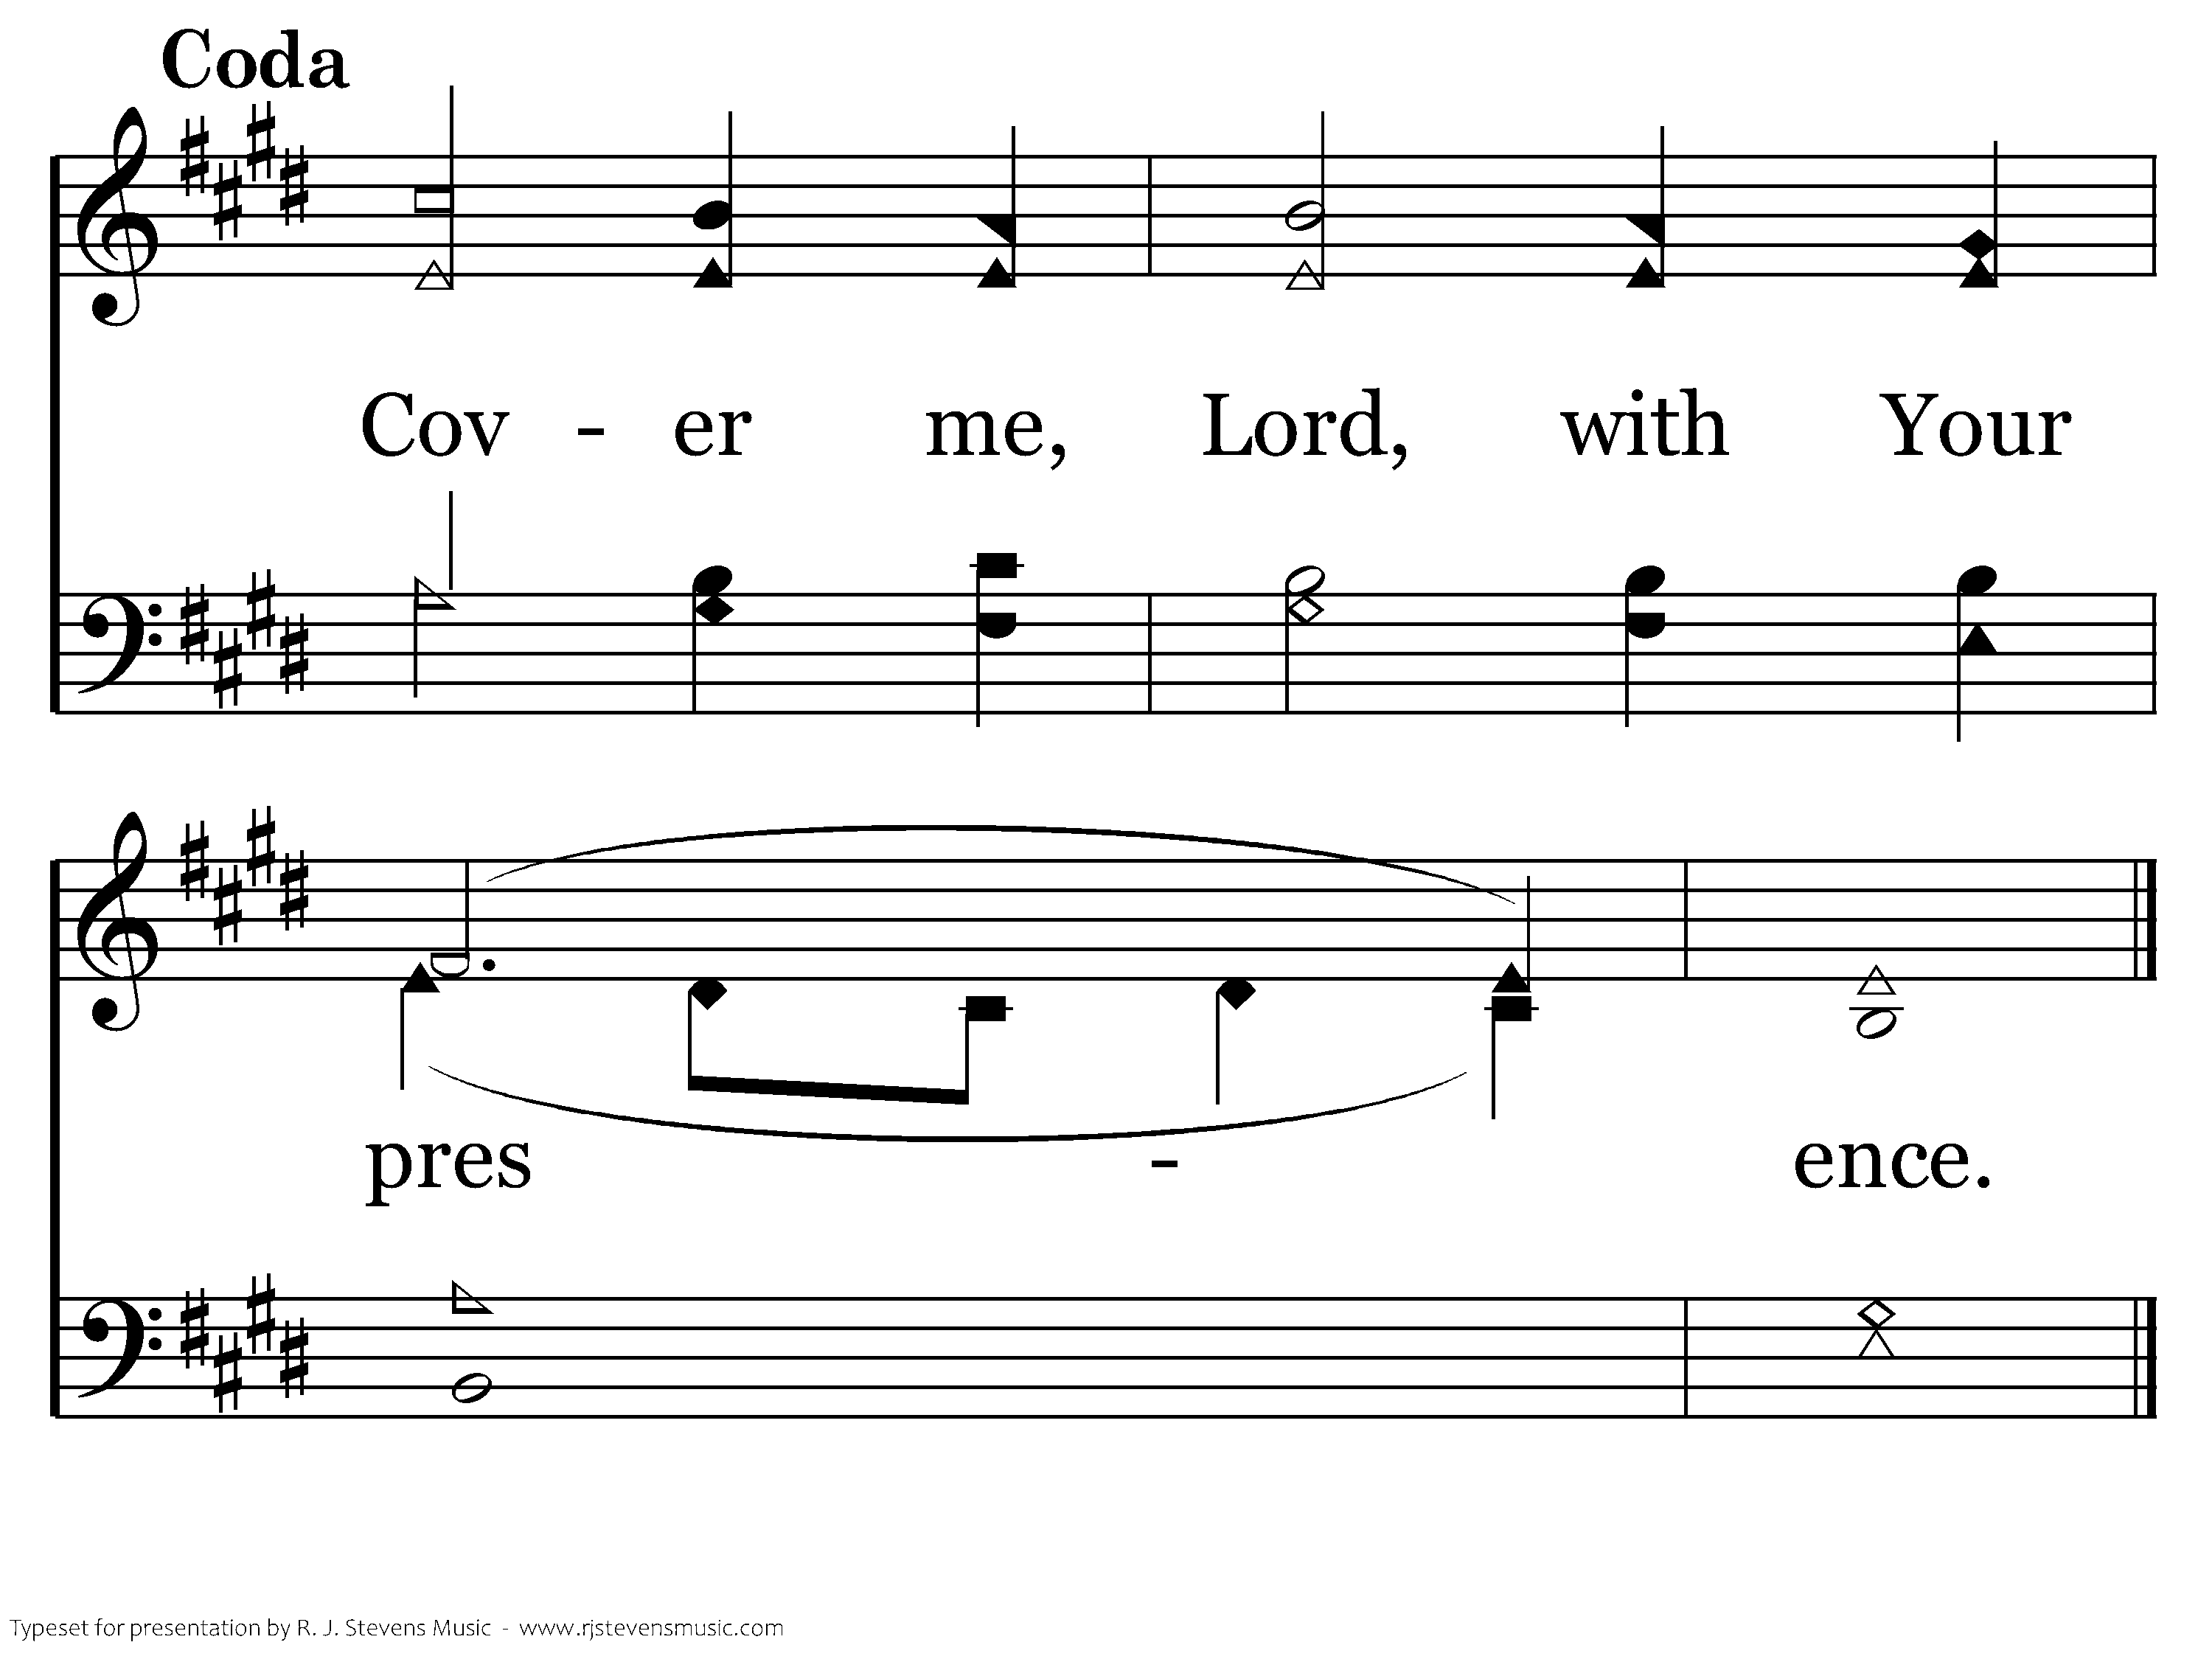 Coda
Cov - er me, Lord, with Your
pres - ence.
Typeset for presentation by R. J. Stevens Music - www.rjstevensmusic.com